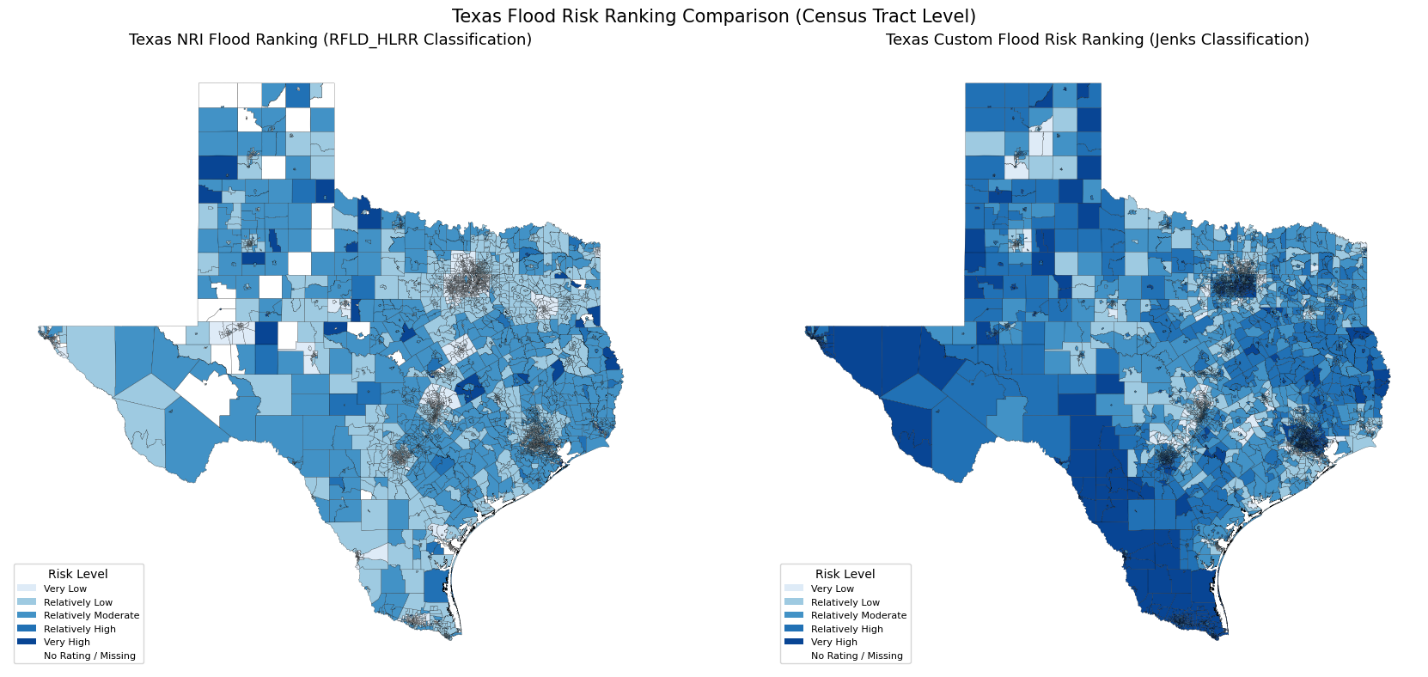 Texas Flood Risk Ranking Comparison (Census Tract Level)
Texas NRI Flood Ranking (RFLD_HLRR Classification)
Texas Custom Flood Risk Ranking (Jenks Classification)
Risk Level
Very Low
Relatively Low
Relatively Moderate
Relatively High
Very High
No Rating / Missing
Risk Level
Very Low
Relatively Low
Relatively Moderate
Relatively High
Very High
No Rating / Missing